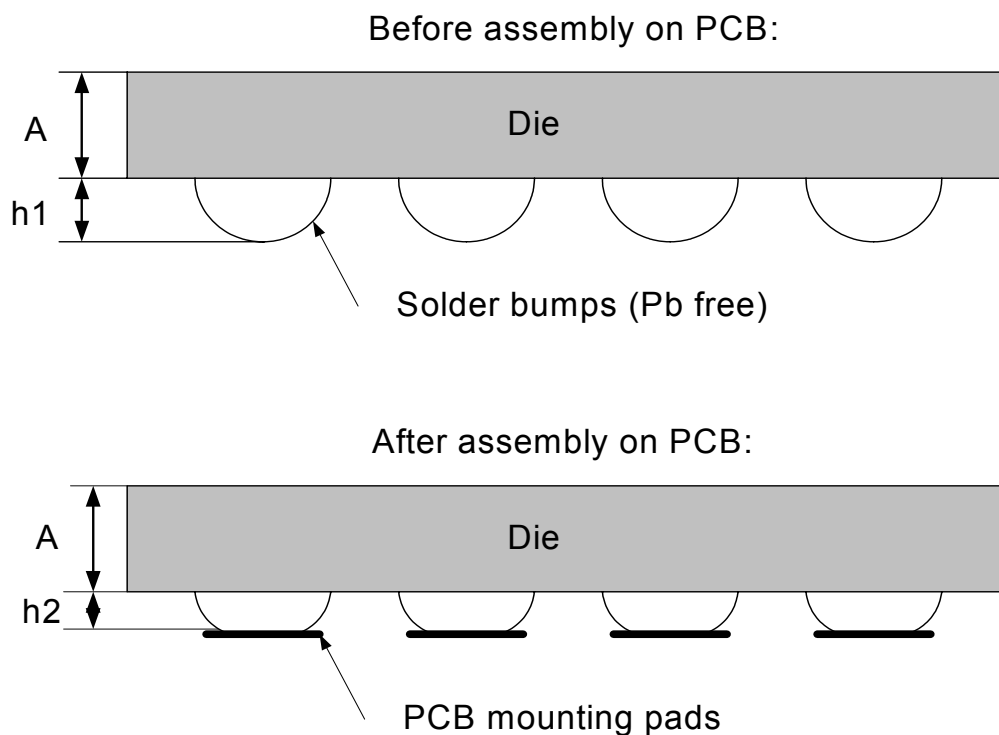 Before assembly on PCB:
A
Die
h1
Solder bumps (Pb free)
After assembly on PCB:
A
Die
h2
PCB mounting pads